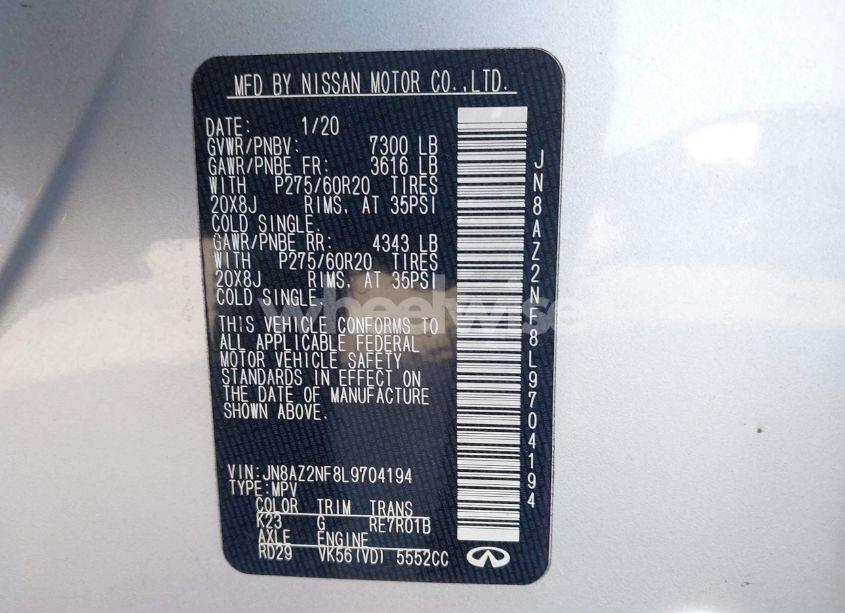 MFD BY NISSAN MOTOR CO.,LTD.
DATE: 1/20
GVWR/PNBV: 7300 LB
GAWR/PNBE FR: 3616 LB
WITH P275/60R20 TIRES
20X8J RIMS, AT 35PSI
COLD SINGLE.
GAWR/PNBE RR: 4343 LB
WITH P275/60R20 TIRES
20X8J RIMS, AT 35PSI
COLD SINGLE.
THIS VEHICLE CONFORMS TO
ALL APPLICABLE FEDERAL
MOTOR VEHICLE SAFETY
STANDARDS IN EFFECT ON
THE DATE OF MANUFACTURE
SHOWN ABOVE.
VIN:JN8AZ2NF8L9704194
TYPE:MPV
COLOR TRIM TRANS
K23 G RE7R01B
AXLE ENGINE
RD29 VK56(VD) 5552CC
JN8AZ2NF8L9704194
wheelwise